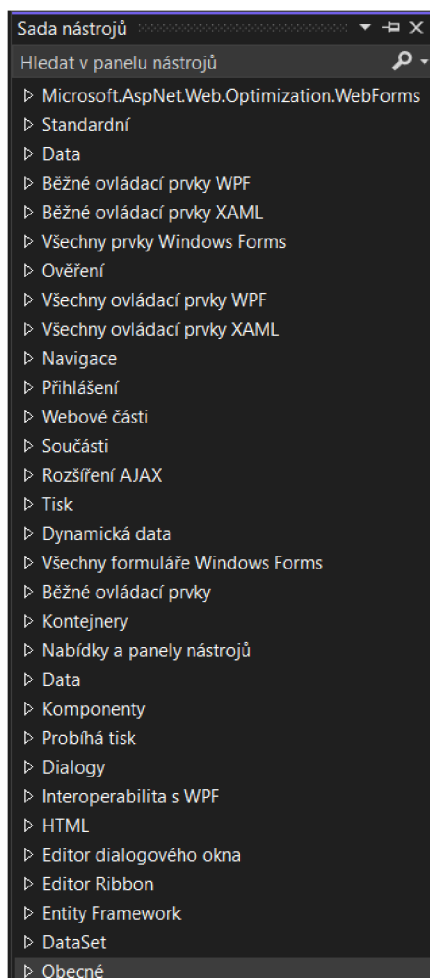 Sada nástrojů
Hledat v panelu nástrojů
Microsoft.AspNet.Web.Optimization.WebForms
Standardní
Data
Běžné ovládací prvky WPF
Běžné ovládací prvky XAML
Všechny prvky Windows Forms
Ověření
Všechny ovládací prvky WPF
Všechny ovládací prvky XAML
Navigace
Přihlášení
Webové části
Součásti
Rozšíření AJAX
Tisk
Dynamická data
Všechny formuláře Windows Forms
Běžné ovládací prvky
Kontejnery
Nabídky a panely nástrojů
Data
Komponenty
Probíhá tisk
Dialogy
Interoperabilita s WPF
HTML
Editor dialogového okna
Editor Ribbon
Entity Framework
DataSet
Obecné